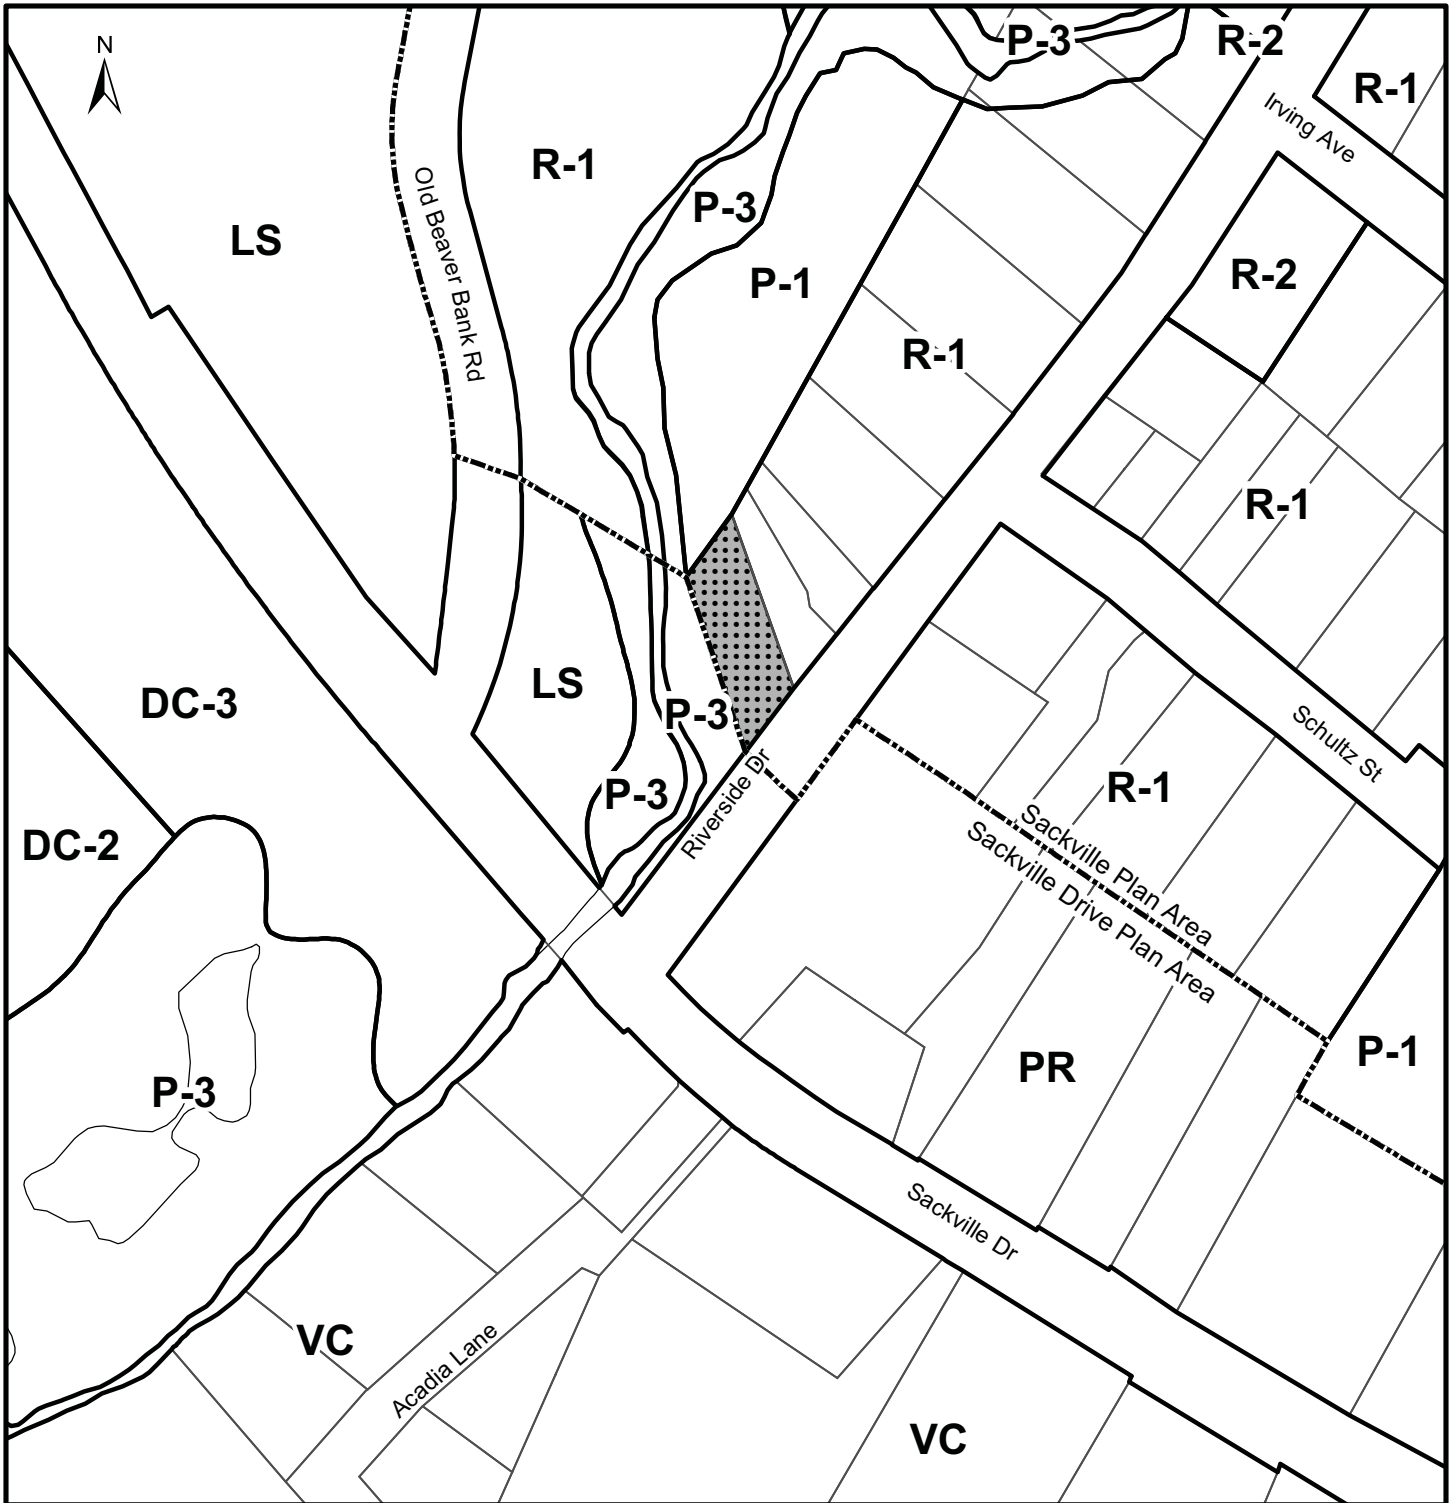 N
P-3
R-2
R-1
Irving Ave
R-1
LS
Old Beaver Bank Rd
P-3
P-1
R-2
R-1
R-1
LS
DC-3
P-3
Schultz St
P-3
Riverside Dr
R-1
DC-2
Sackville Plan Area
Sackville Drive Plan Area
P-3
PR
P-1
Sackville Dr
VC
Acadia Lane
VC